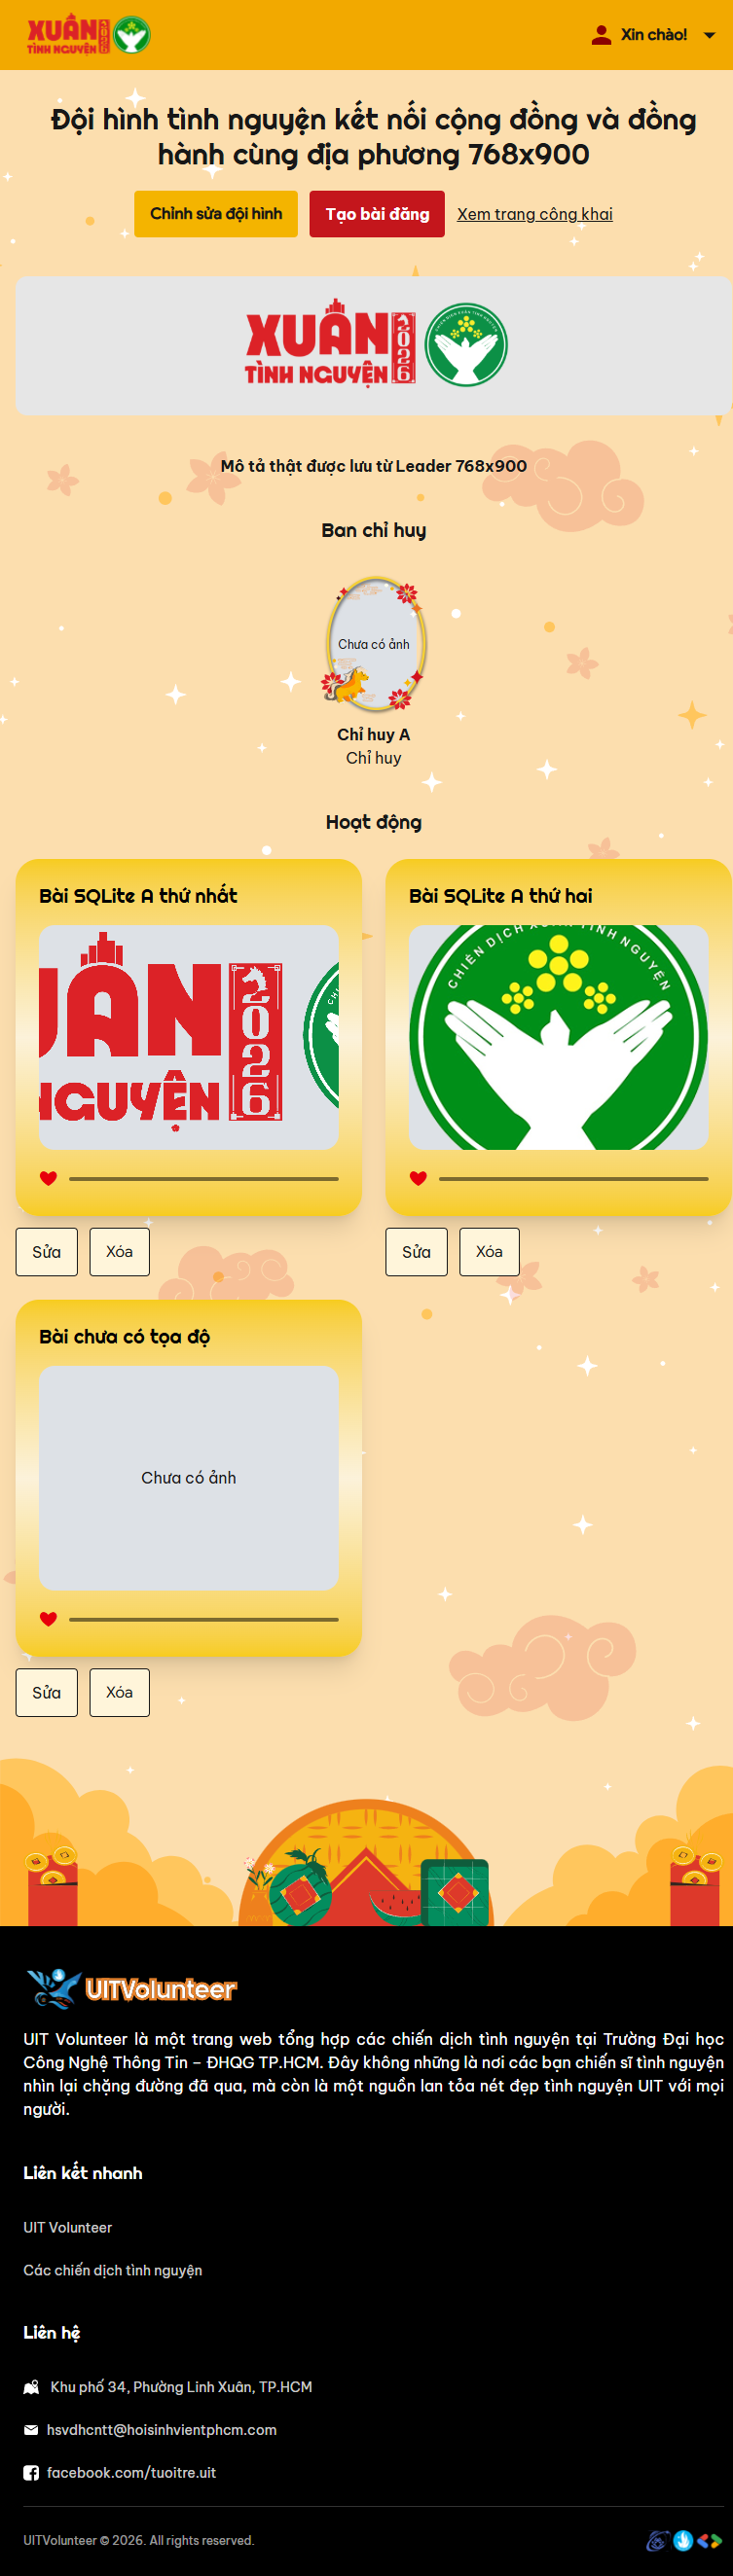 XUÂN
TÌNH NGUYỆN
2026
Xin chào!
Đội hình tình nguyện kết nối cộng đồng và đồng
hành cùng địa phương 768x900
Chỉnh sửa đội hình
Tạo bài đăng
Xem trang công khai
XUÂN
TÌNH NGUYỆN
2026
CHIẾN DỊCH XUÂN TÌNH NGUYỆN
Mô tả thật được lưu từ Leader 768x900
Ban chỉ huy
Chưa có ảnh
Chỉ huy A
Chỉ huy
Hoạt động
Bài SQLite A thứ nhất
Bài SQLite A thứ hai
UÂN
NGUYỆN
2026
CHIẾN DỊCH XUÂN TÌNH NGUYỆN
Sửa
Xóa
Sửa
Xóa
Bài chưa có tọa độ
Chưa có ảnh
Sửa
Xóa
UITVolunteer
UIT Volunteer là một trang web tổng hợp các chiến dịch tình nguyện tại Trường Đại học
Công Nghệ Thông Tin – ĐHQG TP.HCM. Đây không những là nơi các bạn chiến sĩ tình nguyện
nhìn lại chặng đường đã qua, mà còn là một nguồn lan tỏa nét đẹp tình nguyện UIT với mọi
người.
Liên kết nhanh
UIT Volunteer
Các chiến dịch tình nguyện
Liên hệ
Khu phố 34, Phường Linh Xuân, TP.HCM
hsvdhcntt@hoisinhvientphcm.com
facebook.com/tuoitre.uit
UITVolunteer © 2026. All rights reserved.